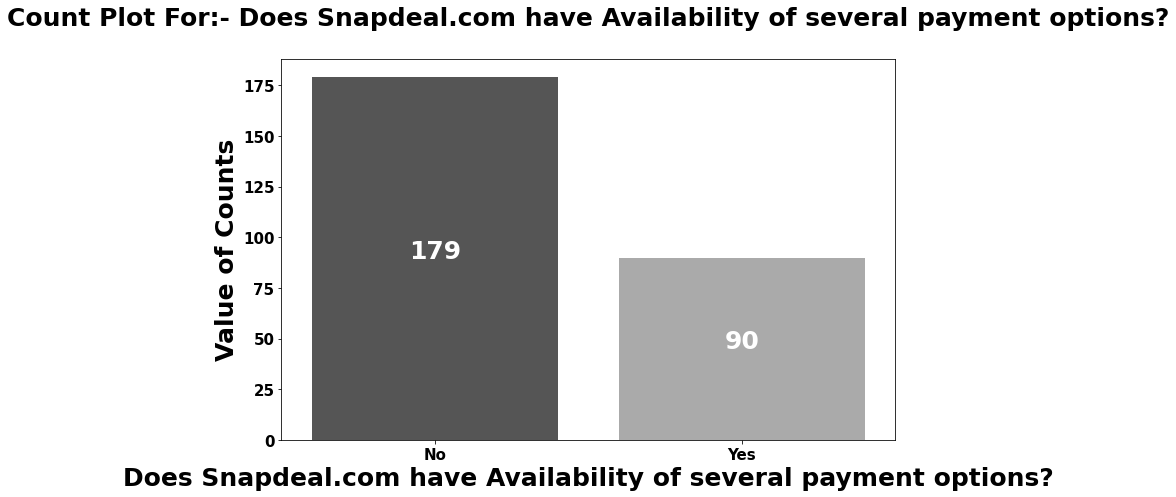 Count Plot For:- Does Snapdeal.com have Availability of several payment options?
Value of Counts
175
150
125
100
75
50
25
0
179
90
No Yes
Does Snapdeal.com have Availability of several payment options?